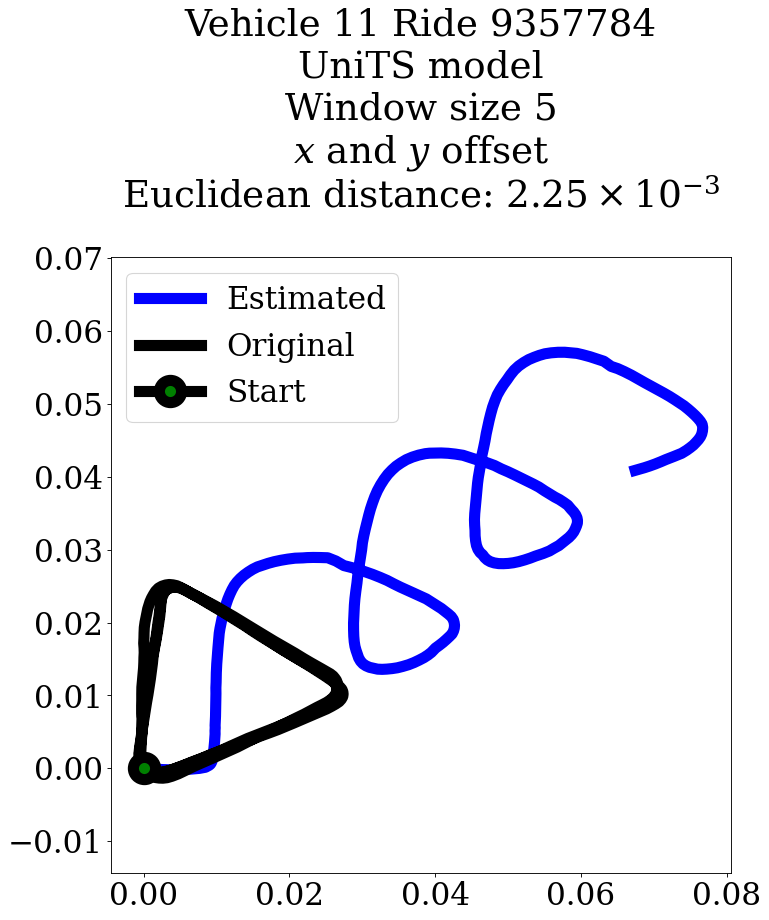 Vehicle 11 Ride 9357784
UniTS model
Window size 5
x and y offset
Euclidean distance: 2.25 × 10⁻³
0.07
Estimated
0.06
Original
Start
0.05
0.04
0.03
0.02
0.01
0.00
−0.01
0.00 0.02 0.04 0.06 0.08